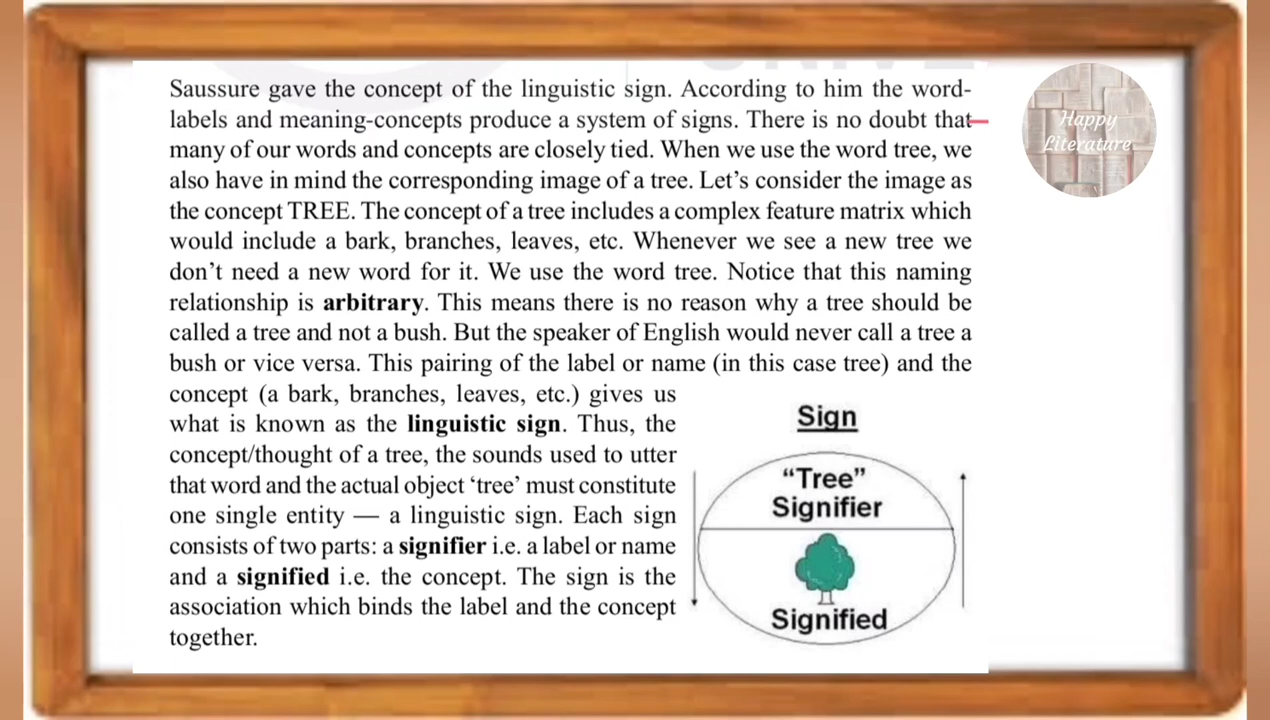 Saussure gave the concept of the linguistic sign. According to him the word-
labels and meaning-concepts produce a system of signs. There is no doubt that
many of our words and concepts are closely tied. When we use the word tree, we
also have in mind the corresponding image of a tree. Let’s consider the image as
the concept TREE. The concept of a tree includes a complex feature matrix which
would include a bark, branches, leaves, etc. Whenever we see a new tree we
don’t need a new word for it. We use the word tree. Notice that this naming
relationship is arbitrary. This means there is no reason why a tree should be
called a tree and not a bush. But the speaker of English would never call a tree a
bush or vice versa. This pairing of the label or name (in this case tree) and the
concept (a bark, branches, leaves, etc.) gives us
what is known as the linguistic sign. Thus, the
concept/thought of a tree, the sounds used to utter
that word and the actual object ‘tree’ must constitute
one single entity — a linguistic sign. Each sign
consists of two parts: a signifier i.e. a label or name
and a signified i.e. the concept. The sign is the
association which binds the label and the concept
together.
Sign
“Tree”
Signifier
Signified
Happy
Literature